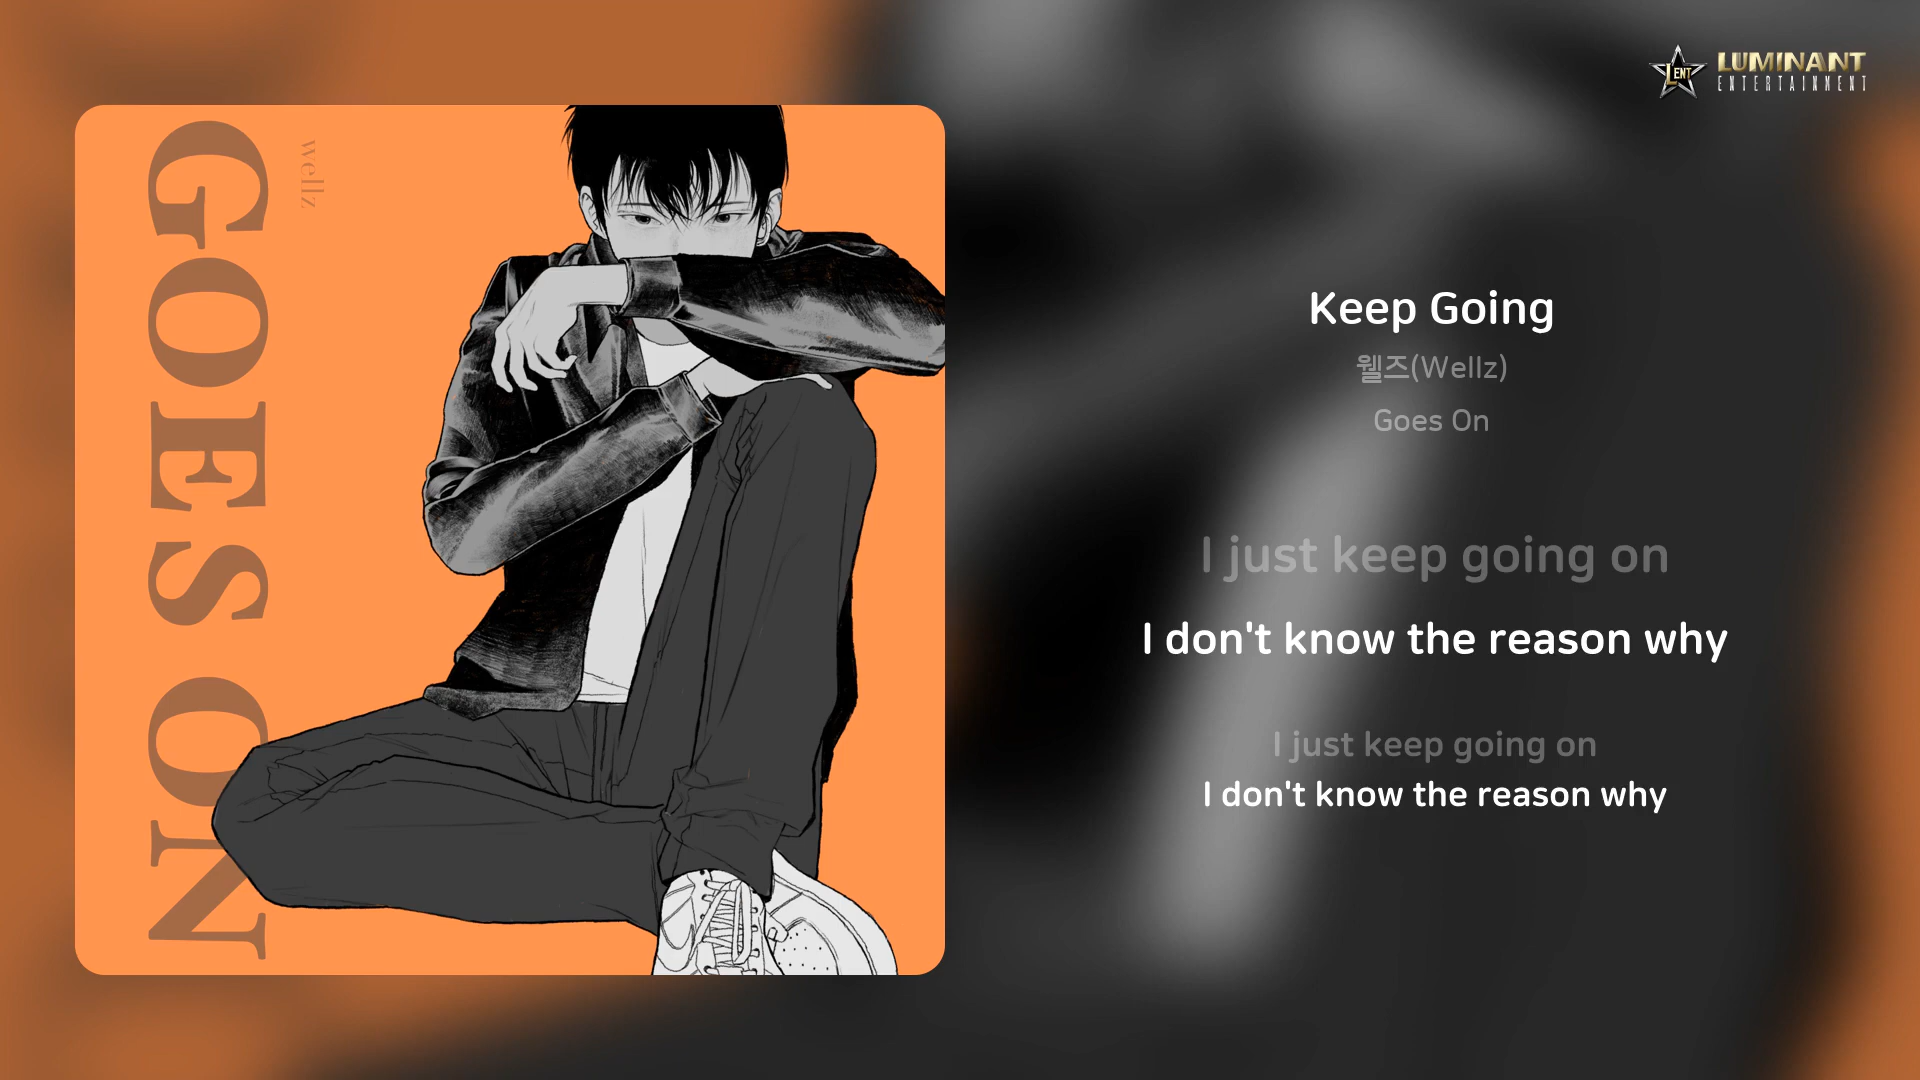 GOES ON
wellz
LENT
LUMINANT
ENTERTAINMENT
Keep Going
웰즈(Wellz)
Goes On
I just keep going on
I don't know the reason why
I just keep going on
I don't know the reason why